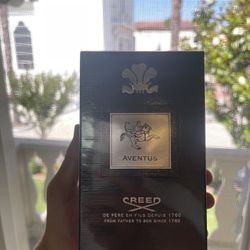 AVENTUS
CREED
DE PÈRE EN FILS DEPUIS 1760
FROM FATHER TO SON SINCE 1760